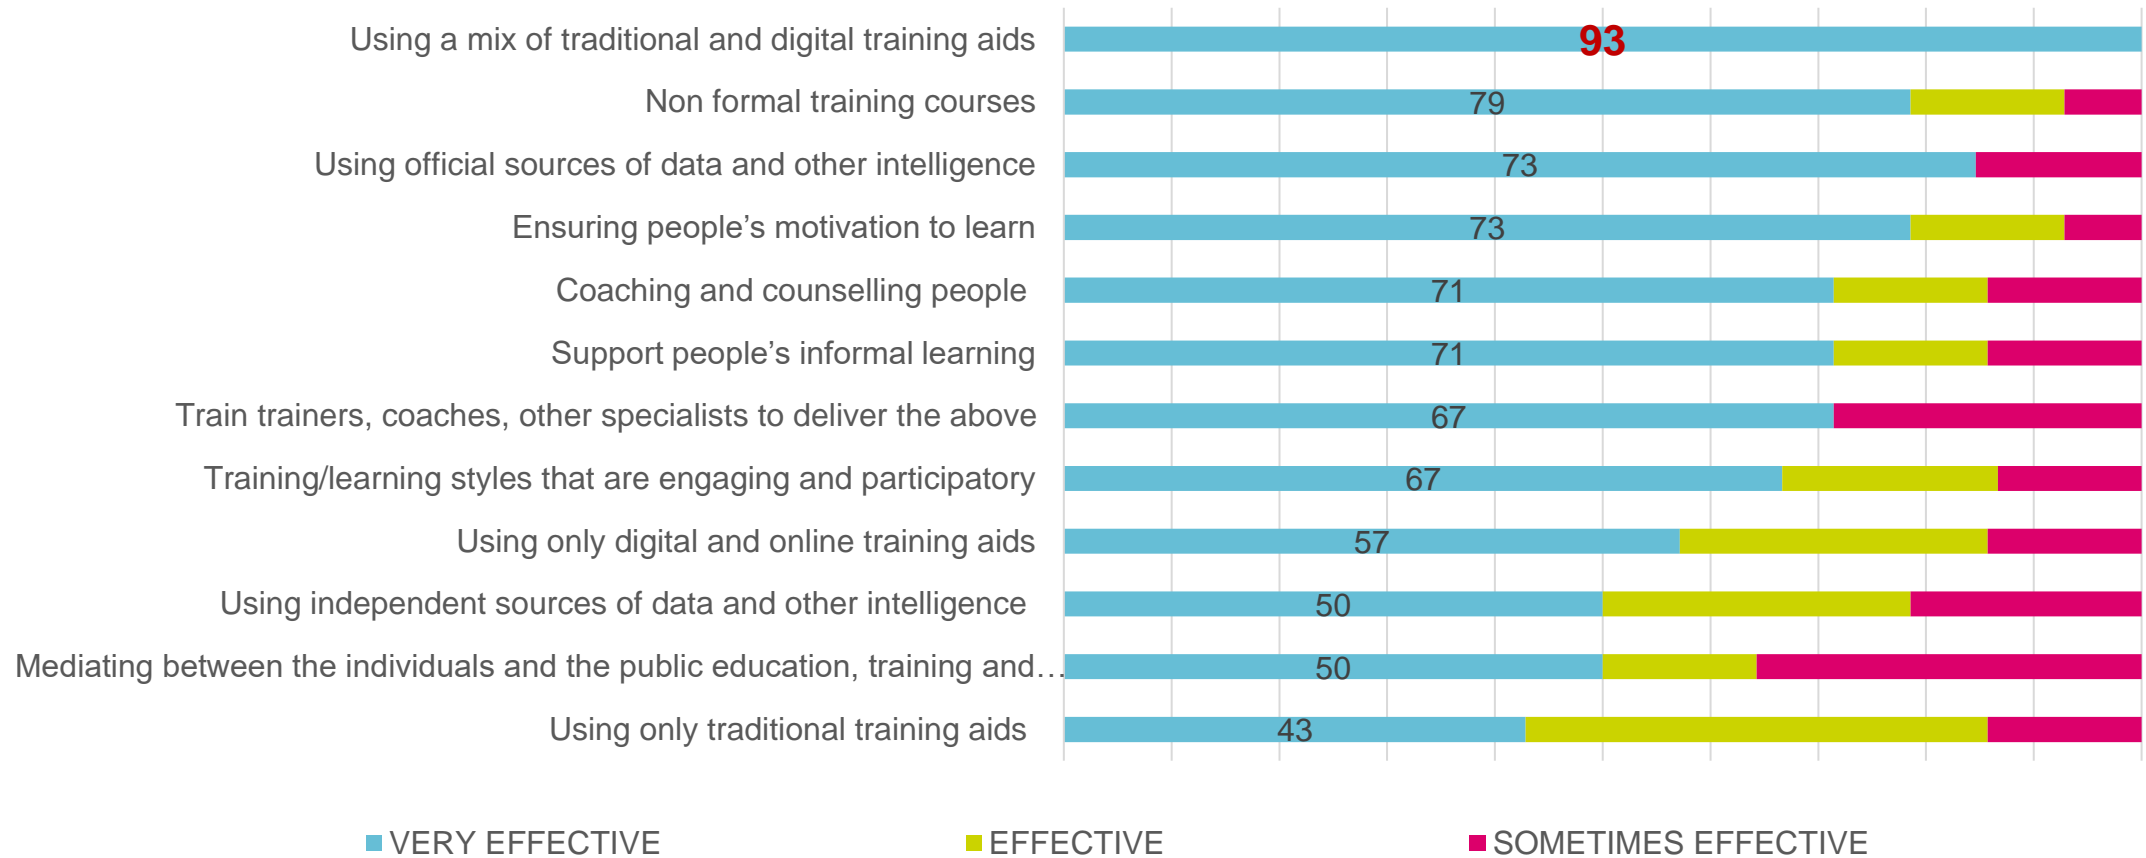 Using a mix of traditional and digital training aids 93
Non formal training courses 79
Using official sources of data and other intelligence 73
Ensuring people’s motivation to learn 73
Coaching and counselling people 71
Support people’s informal learning 71
Train trainers, coaches, other specialists to deliver the above 67
Training/learning styles that are engaging and participatory 67
Using only digital and online training aids 57
Using independent sources of data and other intelligence 50
Mediating between the individuals and the public education, training and… 50
Using only traditional training aids 43
VERY EFFECTIVE EFFECTIVE SOMETIMES EFFECTIVE